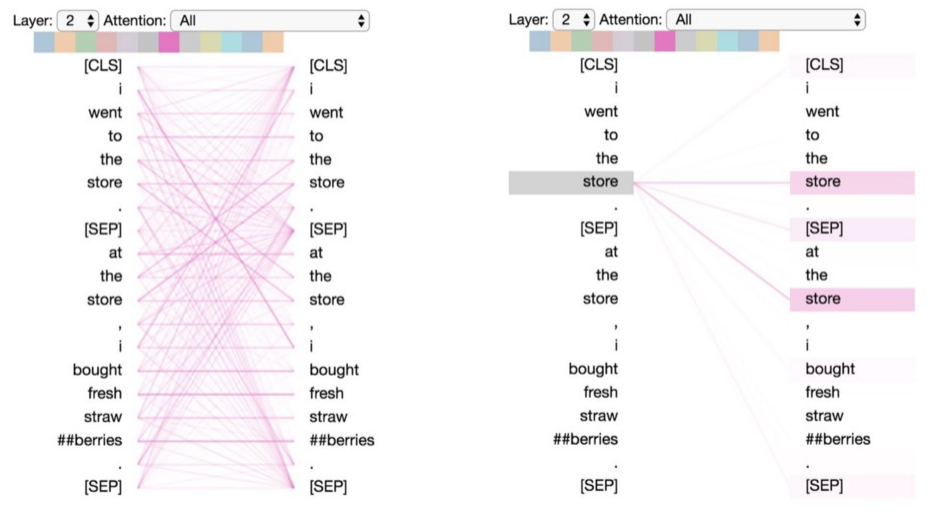 Layer: 2 Attention: All
[CLS] [CLS]
i i
went went
to to
the the
store store
. .
[SEP] [SEP]
at at
the the
store store
, ,
i i
bought bought
fresh fresh
straw straw
##berries ##berries
. .
[SEP] [SEP]
Layer: 2 Attention: All
[CLS] [CLS]
i i
went went
to to
the the
store store
. .
[SEP] [SEP]
at at
the the
store store
, ,
i i
bought bought
fresh fresh
straw straw
##berries ##berries
. .
[SEP] [SEP]